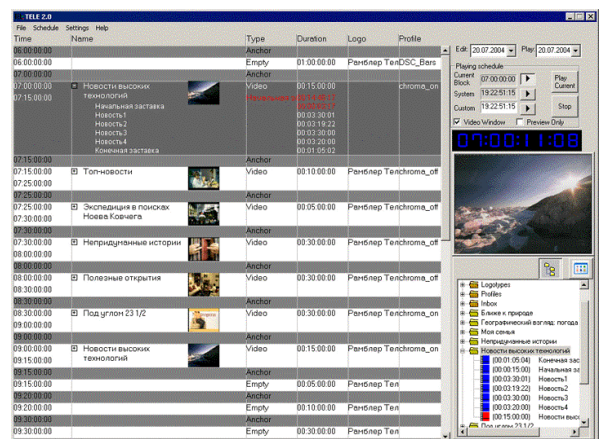 TELE 2.0
File Schedule Settings Help
Time Name Type Duration Logo Profile
06:00:00:00 Anchor
06:00:00:00 Empty 01:00:00:00 Рамблер Тел DSC_Bars
07:00:00:00 Anchor
07:00:00:00 Новости высоких технологий Video 00:15:00:00 chroma_on
07:15:00:00
Начальная заставка
Новость1 00:03:30:01
Новость2 00:03:19:22
Новость3 00:03:30:00
Новость4 00:03:20:00
Конечная заставка 00:01:05:02
07:15:00:00 Anchor
07:15:00:00 Топ-новости Video 00:10:00:00 Рамблер Тел chroma_off
07:25:00:00
07:25:00:00 Anchor
07:25:00:00 Экспедиция в поисках Video 00:05:00:00 Рамблер Тел chroma_off
07:30:00:00 Ноева Ковчега
07:30:00:00 Anchor
07:30:00:00 Непридуманные истории Video 00:30:00:00 Рамблер Тел chroma_off
08:00:00:00
08:00:00:00 Anchor
08:00:00:00 Полезные открытия Video 00:30:00:00 Рамблер Тел chroma_off
08:30:00:00
08:30:00:00 Anchor
08:30:00:00 Под углом 23 1/2 Video 00:30:00:00 Рамблер Тел chroma_on
09:00:00:00
09:00:00:00 Anchor
09:00:00:00 Новости высоких Video 00:15:00:00 Рамблер Тел chroma_on
09:15:00:00 технологий
09:15:00:00 Anchor
09:15:00:00 Empty 00:05:00:00 Рамблер Тел
09:20:00:00 Anchor
09:20:00:00 Empty 00:10:00:00 Рамблер Тел
09:30:00:00 Anchor
09:30:00:00 Empty 00:30:00:00 Рамблер Тел
Edit: 20.07.2004 Play: 20.07.2004
Playing schedule
Current Block 07:00:00:00 Play Current
System 19:22:51:15
Custom 19:22:51:15 Stop
Video Window Preview Only
07:00:11:08
Logotypes
Profiles
Inbox
Ближе к природе
Географический взгляд: погода
Моя семья
Непридуманные истории
Новости высоких технологий
(00:01:05:04) Конечная зас
(00:00:15:00) Начальная за
(00:03:30:01) Новость1
(00:03:19:22) Новость2
(00:03:30:00) Новость3
(00:03:20:00) Новость4
(00:15:00:00) Новости высо
Под углом 23 1/2